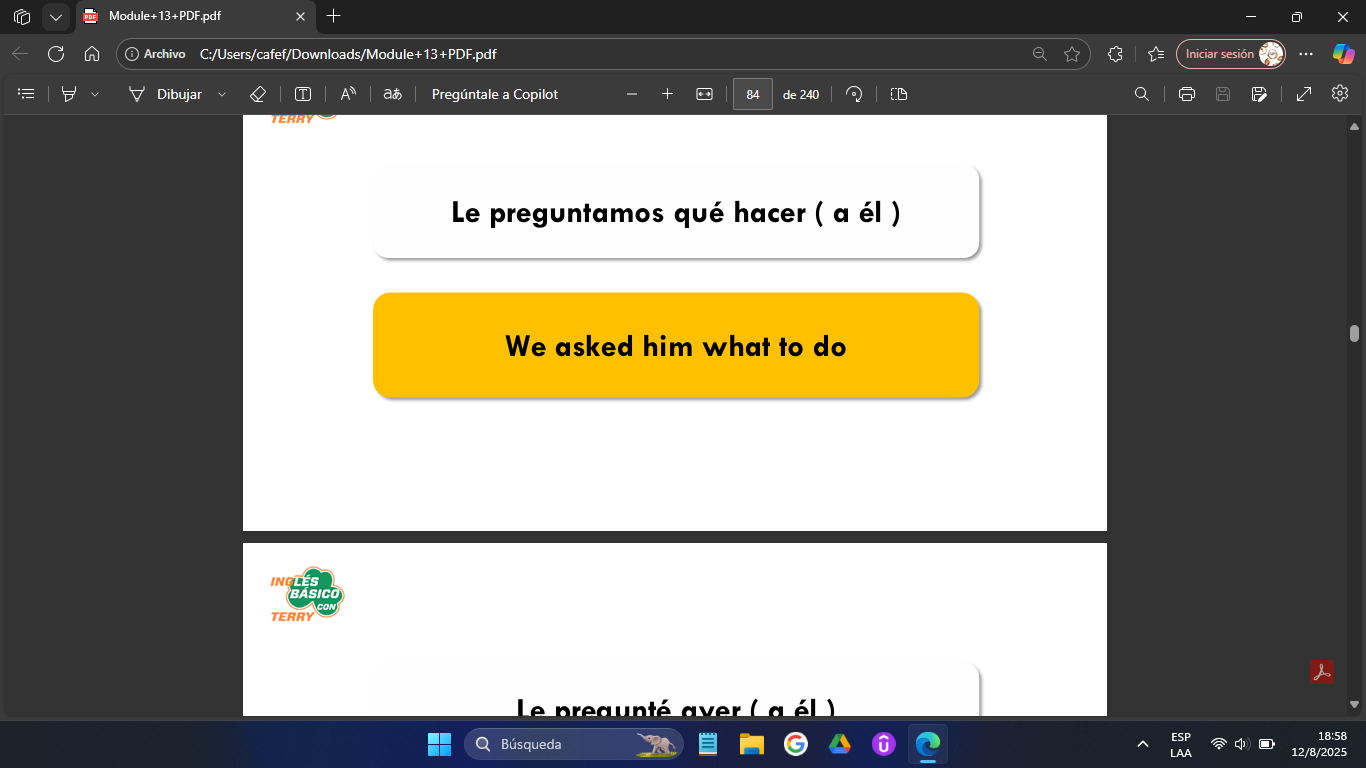 Module+13+PDF.pdf
Archivo C:/Users/cafef/Downloads/Module+13+PDF.pdf Iniciar sesión
Dibujar aあ Pregúntale a Copilot 84 de 240
TERRY
Le preguntamos qué hacer ( a él )
We asked him what to do
INGLÉS
BÁSICO
CON
TERRY
Le pregunté ayer ( a él )
Búsqueda
ESP
LAA
18:58
12/8/2025